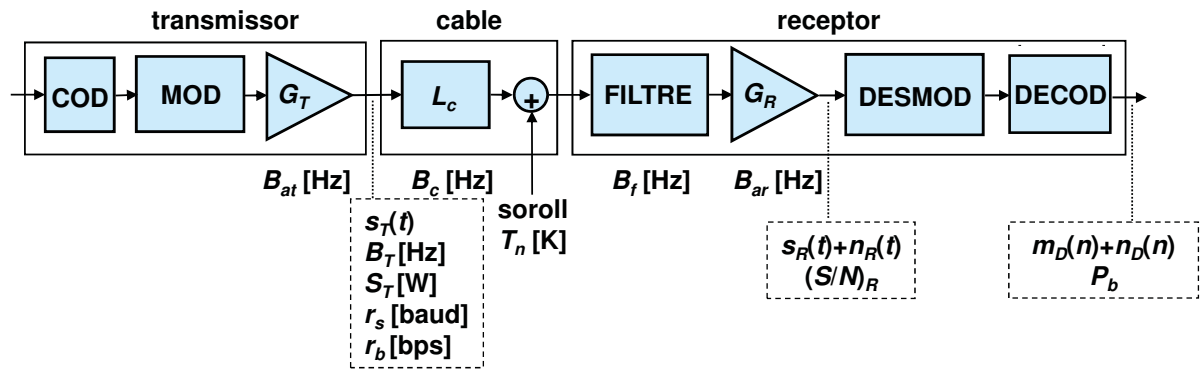 transmissor
cable
receptor
COD
MOD
G_T
L_c
+
FILTRE
G_R
DESMOD
DECOD
B_at [Hz]
B_c [Hz]
B_f [Hz]
B_ar [Hz]
soroll
T_n [K]
s_T(t)
B_T [Hz]
S_T [W]
r_s [baud]
r_b [bps]
s_R(t)+n_R(t)
(S/N)_R
m_D(n)+n_D(n)
P_b